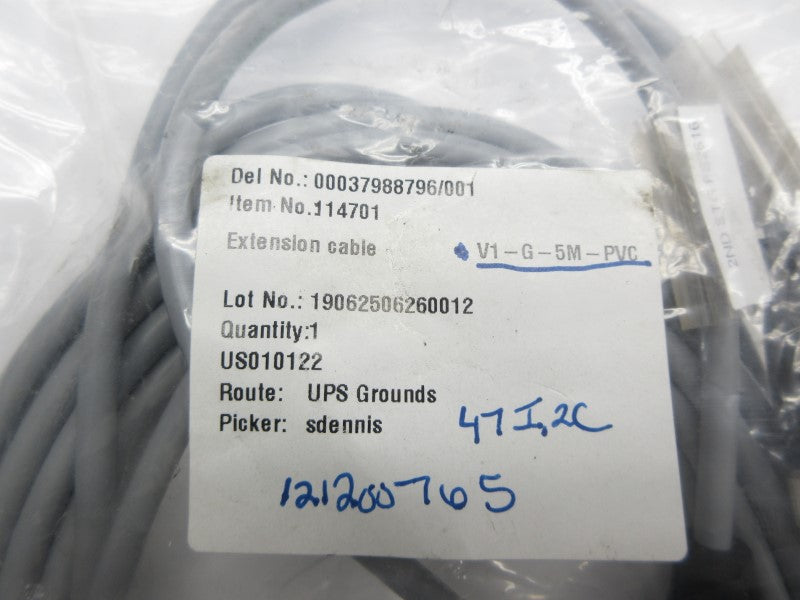 Del No.: 00037988796/001
Item No.:114701
Extension cable V1-G-5M-PVC
Lot No.: 19062506260012
Quantity:1
US010122
Route: UPS Grounds
Picker: sdennis
47I,2C
121200765
2ND